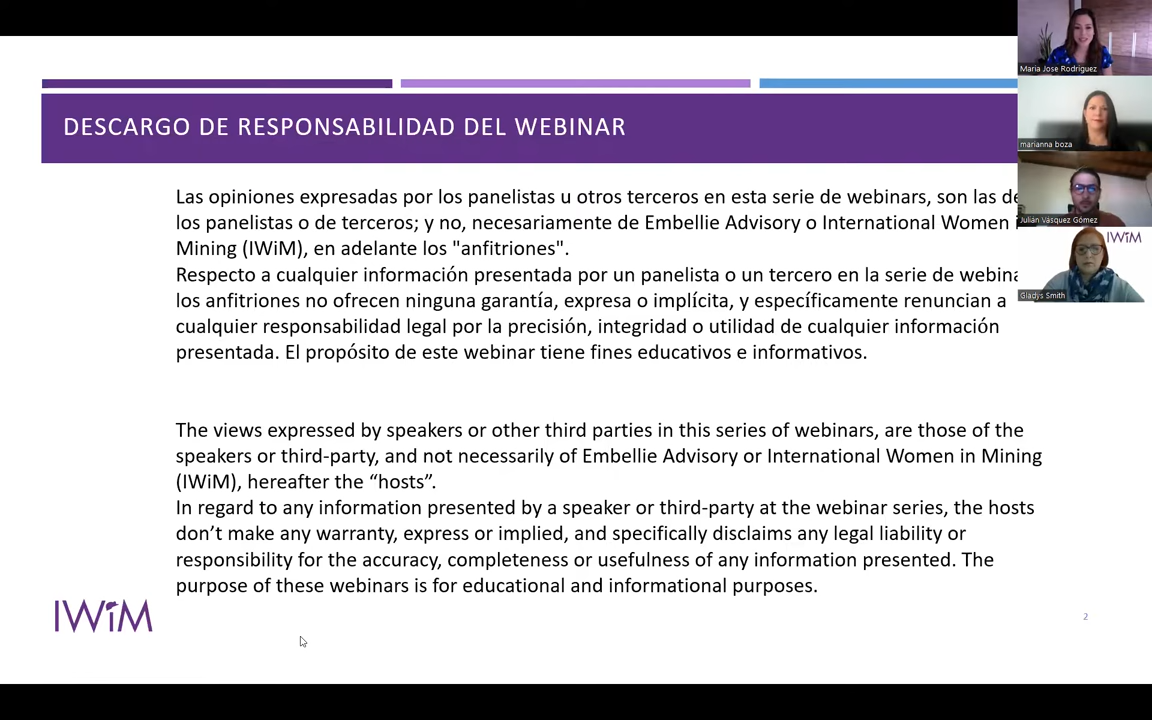 DESCARGO DE RESPONSABILIDAD DEL WEBINAR
Las opiniones expresadas por los panelistas u otros terceros en esta serie de webinars, son las de
los panelistas o de terceros; y no, necesariamente de Embellie Advisory o International Women
Mining (IWiM), en adelante los "anfitriones".
Respecto a cualquier información presentada por un panelista o un tercero en la serie de
los anfitriones no ofrecen ninguna garantía, expresa o implícita, y específicamente renuncian a
cualquier responsabilidad legal por la precisión, integridad o utilidad de cualquier información
presentada. El propósito de este webinar tiene fines educativos e informativos.
The views expressed by speakers or other third parties in this series of webinars, are those of the
speakers or third-party, and not necessarily of Embellie Advisory or International Women in Mining
(IWiM), hereafter the “hosts”.
In regard to any information presented by a speaker or third-party at the webinar series, the hosts
don’t make any warranty, express or implied, and specifically disclaims any legal liability or
responsibility for the accuracy, completeness or usefulness of any information presented. The
purpose of these webinars is for educational and informational purposes.
IWiM
2
Maria Jose Rodríguez
marianna boza
Julián Vásquez Gómez
IWiM
Gladys Smith